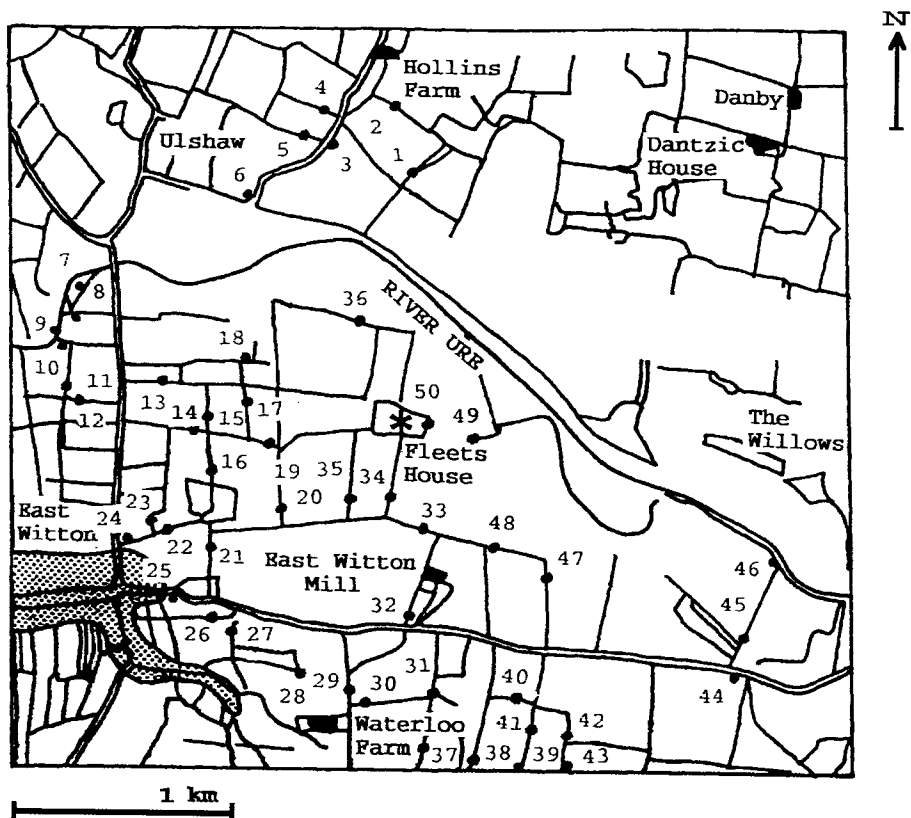 N
Hollins
Farm
Danby
4
2
Dantzic
House
Ulshaw
5
3
1
6
7
8
RIVER URE
36
9
18
10
11
13
14
15
17
50
49
The
Willows
12
Fleets
House
16
19
35
34
20
East
Witton
23
24
33
48
22
21
East Witton
Mill
47
46
25
32
45
26
27
28
29
30
31
40
44
Waterloo
Farm
41
42
37
38
39
43
1 km